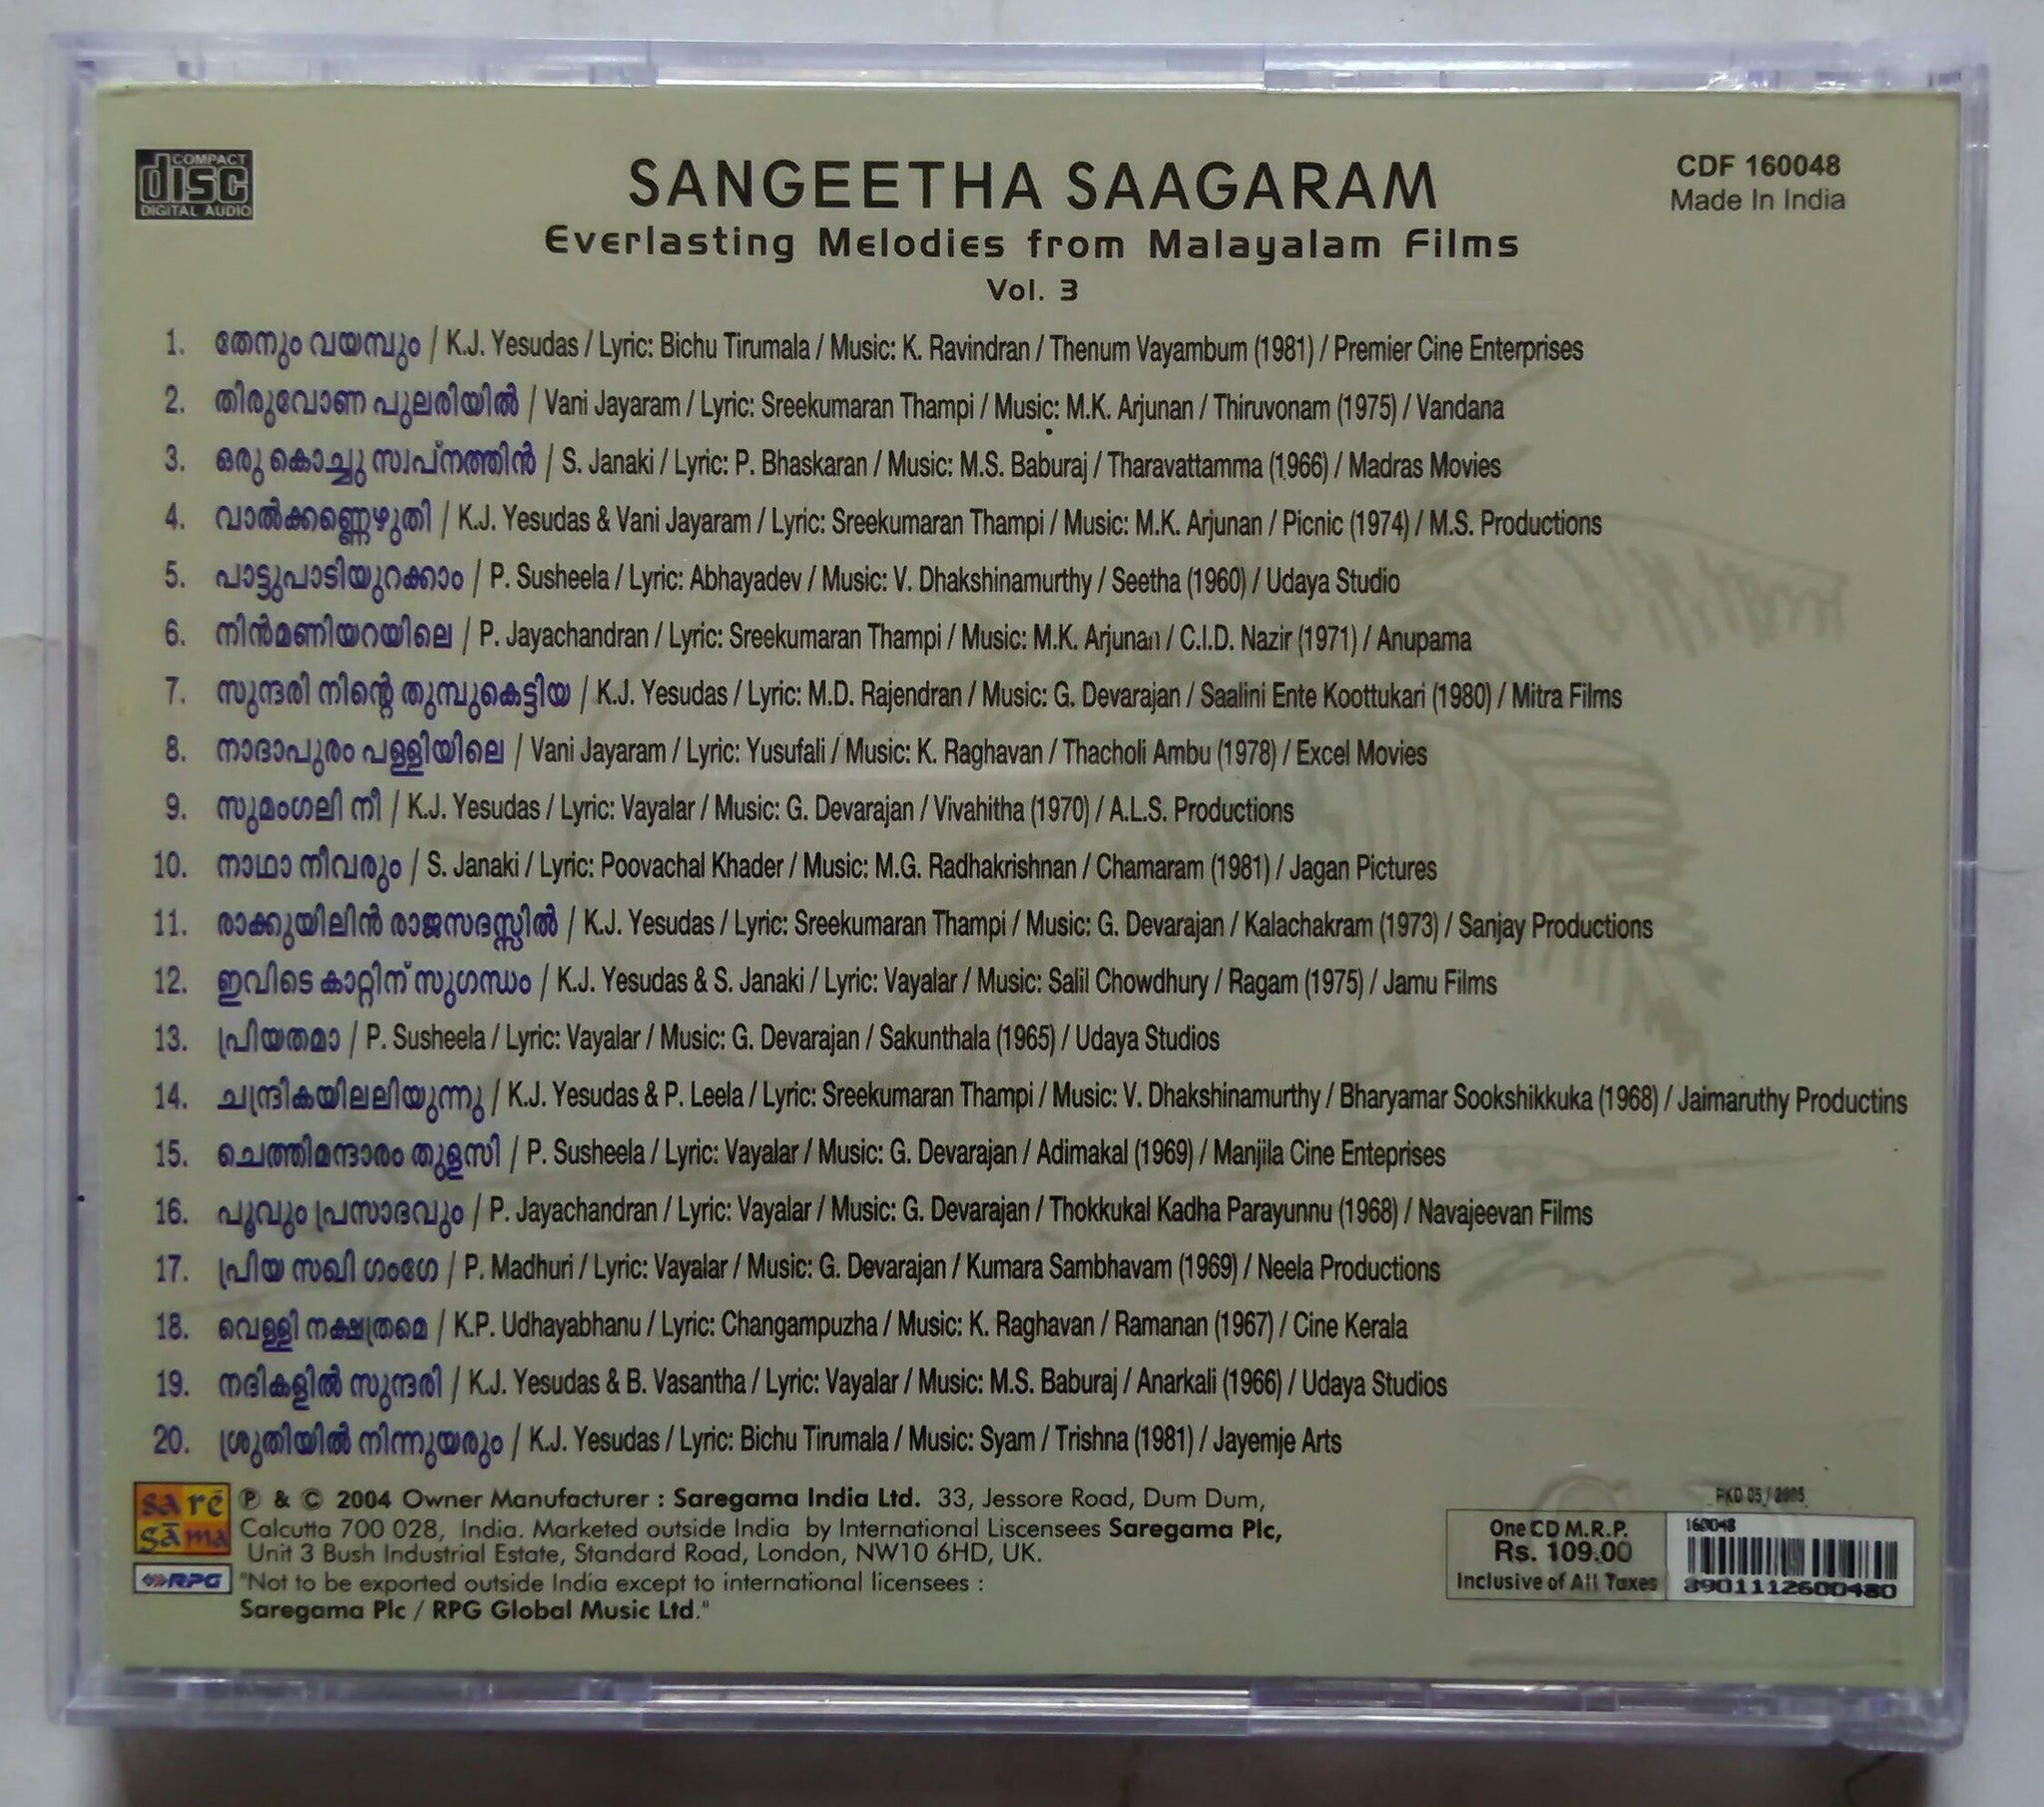 COMPACT
disc
DIGITAL AUDIO
SANGEETHA SAAGARAM
Everlasting Melodies from Malayalam Films
Vol. 3
CDF 160048
Made In India
1. തേനും വയമ്പും / K.J. Yesudas / Lyric: Bichu Tirumala / Music: K. Ravindran / Thenum Vayambum (1981) / Premier Cine Enterprises
2. തിരുവോണ പുലരിയിൽ / Vani Jayaram / Lyric: Sreekumaran Thampi / Music: M.K. Arjunan / Thiruvonam (1975) / Vandana
3. ഒരു കൊച്ചു സ്വപ്നത്തിൻ / S. Janaki / Lyric: P. Bhaskaran / Music: M.S. Baburaj / Tharavattamma (1966) / Madras Movies
4. വാൽക്കണ്ണെഴുതി / K.J. Yesudas & Vani Jayaram / Lyric: Sreekumaran Thampi / Music: M.K. Arjunan / Picnic (1974) / M.S. Productions
5. പാട്ടുപാടിയുറക്കാം / P. Susheela / Lyric: Abhayadev / Music: V. Dhakshinamurthy / Seetha (1960) / Udaya Studio
6. നിൻമണിയറയിലെ / P. Jayachandran / Lyric: Sreekumaran Thampi / Music: M.K. Arjunan / C.I.D. Nazir (1971) / Anupama
7. സുന്ദരി നിന്റെ തുമ്പുകെട്ടിയ / K.J. Yesudas / Lyric: M.D. Rajendran / Music: G. Devarajan / Saalini Ente Koottukari (1980) / Mitra Films
8. നാദാപുരം പള്ളിയിലെ / Vani Jayaram / Lyric: Yusufali / Music: K. Raghavan / Thacholi Ambu (1978) / Excel Movies
9. സുമംഗലി നീ / K.J. Yesudas / Lyric: Vayalar / Music: G. Devarajan / Vivahitha (1970) / A.L.S. Productions
10. നാഥാ നീവരും / S. Janaki / Lyric: Poovachal Khader / Music: M.G. Radhakrishnan / Chamaram (1981) / Jagan Pictures
11. രാക്കുയിലിൻ രാജസദസ്സിൽ / K.J. Yesudas / Lyric: Sreekumaran Thampi / Music: G. Devarajan / Kalachakram (1973) / Sanjay Productions
12. ഇവിടെ കാറ്റിന് സുഗന്ധം / K.J. Yesudas & S. Janaki / Lyric: Vayalar / Music: Salil Chowdhury / Ragam (1975) / Jamu Films
13. പ്രിയതമാ / P. Susheela / Lyric: Vayalar / Music: G. Devarajan / Sakunthala (1965) / Udaya Studios
14. ചന്ദ്രികയിലലിയുന്നു / K.J. Yesudas & P. Leela / Lyric: Sreekumaran Thampi / Music: V. Dhakshinamurthy / Bharyamar Sookshikkuka (1968) / Jaimaruthy Productins
15. ചെത്തിമന്ദാരം തുളസി / P. Susheela / Lyric: Vayalar / Music: G. Devarajan / Adimakal (1969) / Manjila Cine Enteprises
16. പൂവും പ്രസാദവും / P. Jayachandran / Lyric: Vayalar / Music: G. Devarajan / Thokkukal Kadha Parayunnu (1968) / Navajeevan Films
17. പ്രിയ സഖി ഗംഗേ / P. Madhuri / Lyric: Vayalar / Music: G. Devarajan / Kumara Sambhavam (1969) / Neela Productions
18. വെള്ളി നക്ഷത്രമെ / K.P. Udhayabhanu / Lyric: Changampuzha / Music: K. Raghavan / Ramanan (1967) / Cine Kerala
19. നദികളിൽ സുന്ദരി / K.J. Yesudas & B. Vasantha / Lyric: Vayalar / Music: M.S. Baburaj / Anarkali (1966) / Udaya Studios
20. ശ്രുതിയിൽ നിന്നുയരും / K.J. Yesudas / Lyric: Bichu Tirumala / Music: Syam / Trishna (1981) / Jayemje Arts
sa ré
gāma
RPG
℗ & © 2004 Owner Manufacturer : Saregama India Ltd. 33, Jessore Road, Dum Dum,
Calcutta 700 028, India. Marketed outside India by International Liscensees Saregama Plc,
Unit 3 Bush Industrial Estate, Standard Road, London, NW10 6HD, UK.
"Not to be exported outside India except to international licensees :
Saregama Plc / RPG Global Music Ltd."
PKD 05 / 2005
One CD M.R.P.
Rs. 109.00
Inclusive of All Taxes
160048
8901112600480